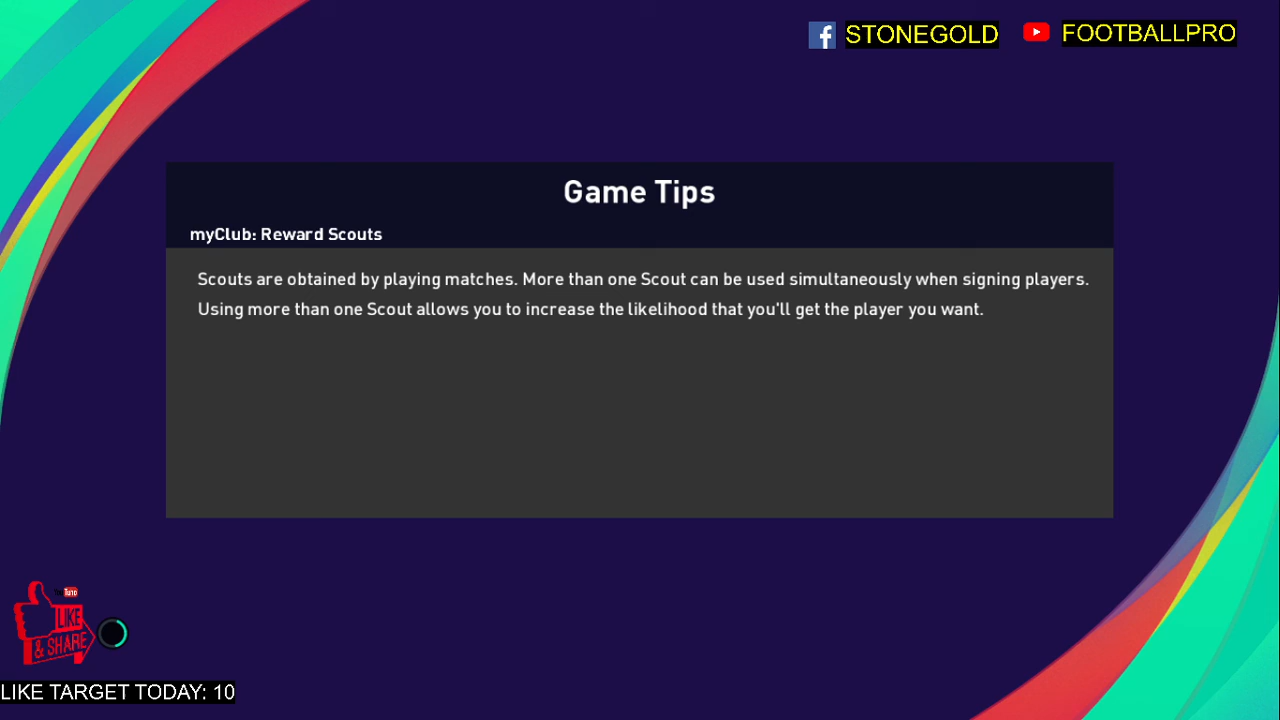 STONEGOLD FOOTBALLPRO
Game Tips
myClub: Reward Scouts
Scouts are obtained by playing matches. More than one Scout can be used simultaneously when signing players.
Using more than one Scout allows you to increase the likelihood that you'll get the player you want.
LIKE
& SHARE
LIKE TARGET TODAY: 10